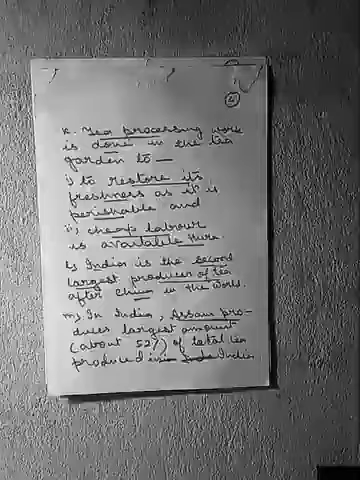 4
k. Tea processing work
is done in the tea
garden to —
i) to restore its
freshness as it is
perishable and
ii) cheap labour
is available there.
L) India is the second
largest producer of tea
after China in the world.
m) In India, Assam pro-
duces largest amount
(about 52%) of total tea
produced in India